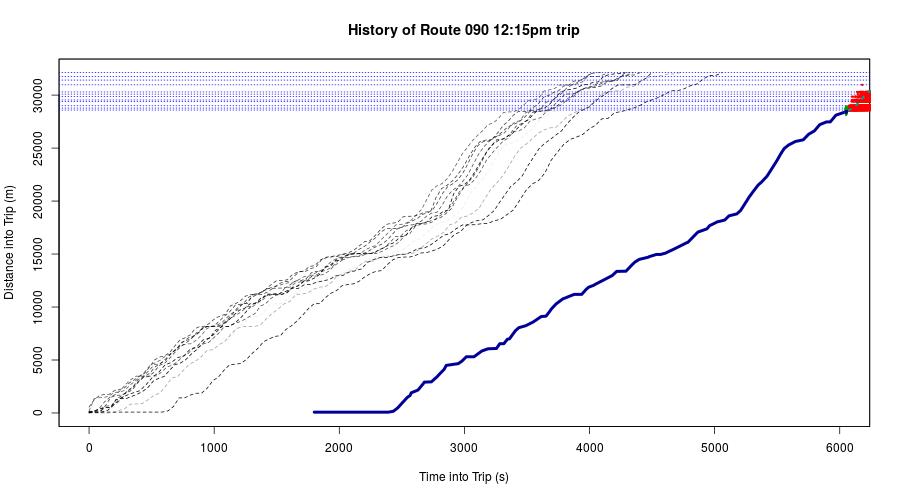 History of Route 090 12:15pm trip
Distance into Trip (m)
30000
25000
20000
15000
10000
5000
0
0 1000 2000 3000 4000 5000 6000
Time into Trip (s)